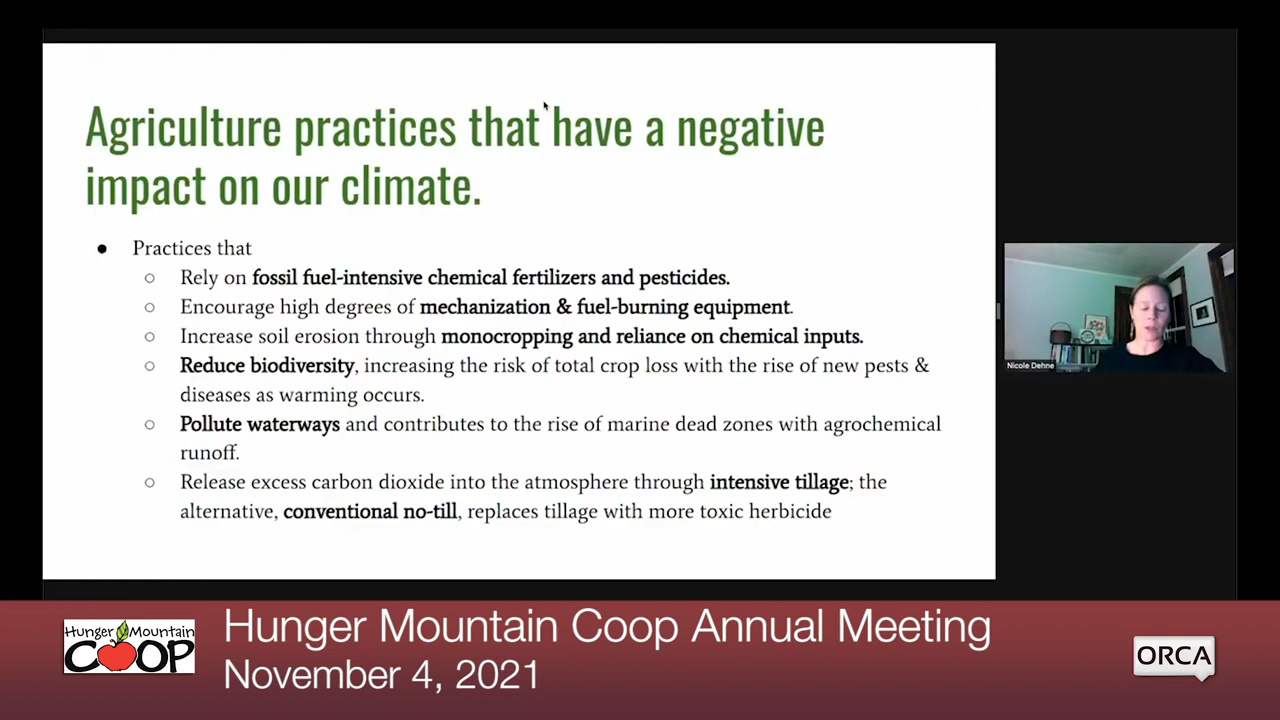 Agriculture practices that have a negative
impact on our climate.
● Practices that
○ Rely on fossil fuel-intensive chemical fertilizers and pesticides.
○ Encourage high degrees of mechanization & fuel-burning equipment.
○ Increase soil erosion through monocropping and reliance on chemical inputs.
○ Reduce biodiversity, increasing the risk of total crop loss with the rise of new pests &
diseases as warming occurs.
○ Pollute waterways and contributes to the rise of marine dead zones with agrochemical
runoff.
○ Release excess carbon dioxide into the atmosphere through intensive tillage; the
alternative, conventional no-till, replaces tillage with more toxic herbicide
Nicole Dehne
Hunger Mountain
COOP
Hunger Mountain Coop Annual Meeting
November 4, 2021
ORCA